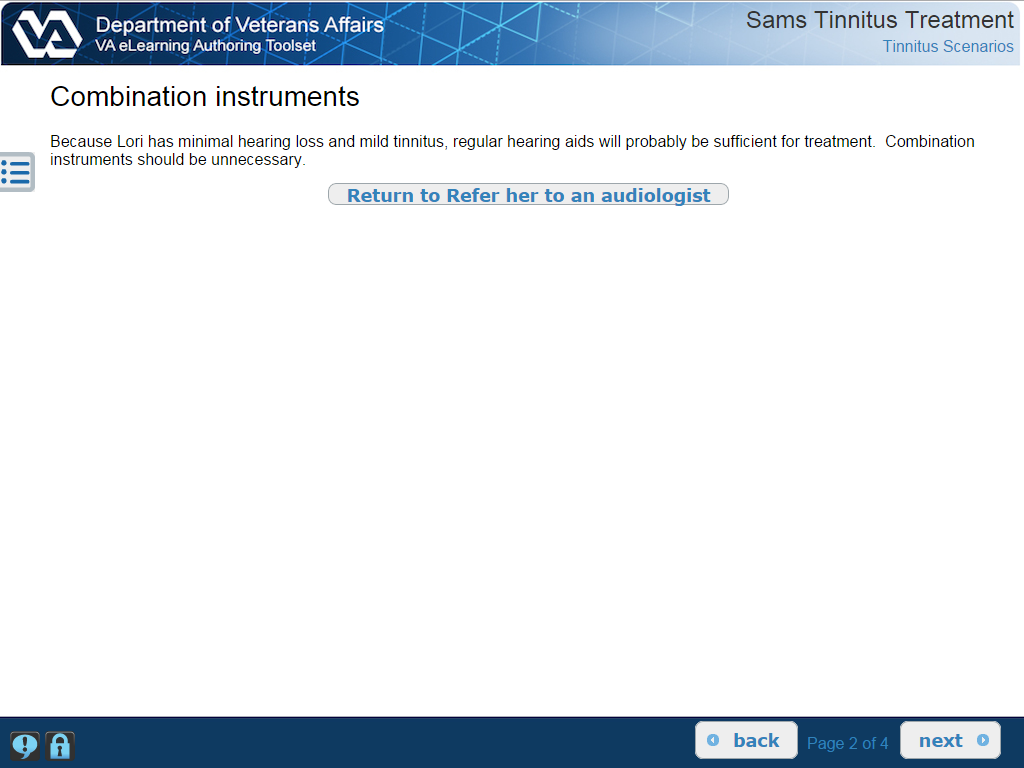 VA
Department of Veterans Affairs
VA eLearning Authoring Toolset
Sams Tinnitus Treatment
Tinnitus Scenarios
Combination instruments
Because Lori has minimal hearing loss and mild tinnitus, regular hearing aids will probably be sufficient for treatment.  Combination
instruments should be unnecessary.
Return to Refer her to an audiologist
back
Page 2 of 4
next